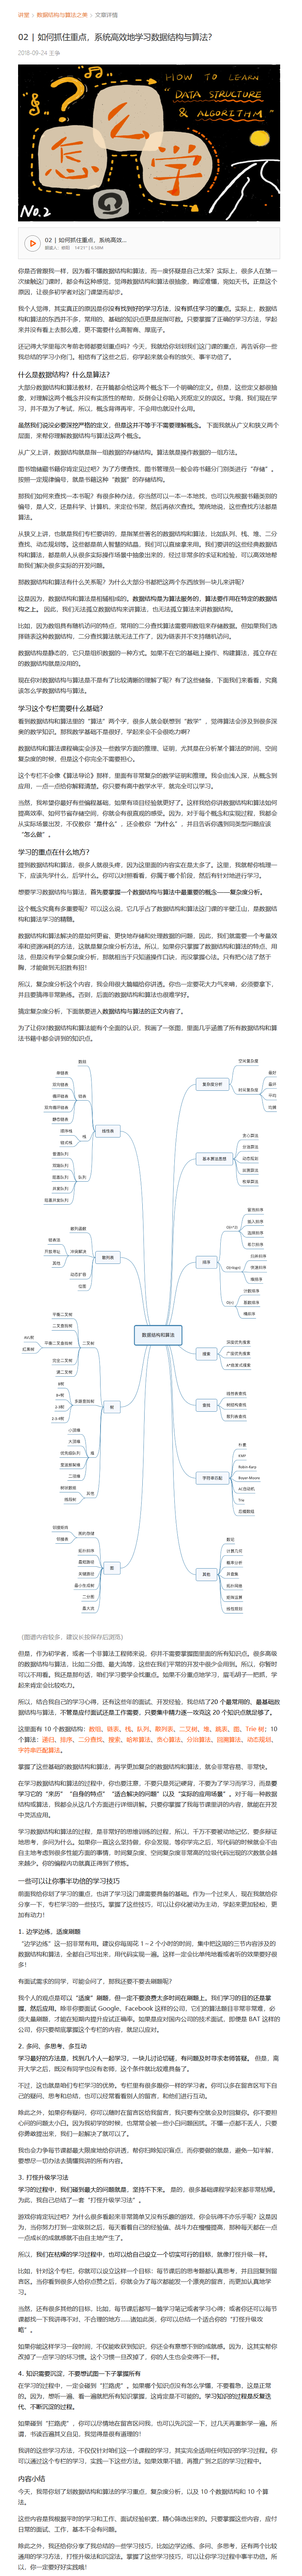 讲堂 > 数据结构与算法之美 > 文章详情
02 | 如何抓住重点，系统高效地学习数据结构与算法？
2018-09-24 王争
HOW TO LEARN
"DATA STRUCTURE
& ALGORITHM"
怎么学
No.2
02 | 如何抓住重点，系统高效...
你是否曾跟我一样，因为看不懂数据结构和算法，而一度怀疑是自己太笨？实际上，很多人在第一
次接触这门课时，都会有这种感觉，觉得数据结构和算法很抽象，晦涩难懂，宛如天书。正是这个
原因，让很多初学者对这门课望而却步。
我个人觉得，其实真正的原因是你没有找到好的学习方法，没有抓住学习的重点。实际上，数据结
构和算法的东西并不多，常用的、基础的知识点更是屈指可数。只要掌握了正确的学习方法，学起
来并没有看上去那么难，更不需要什么高智商、厚底子。
还记得大学里每次考前老师都要划重点吗？今天，我就给你划划我们这门课的重点，再告诉你一些
我总结的学习小窍门。相信有了这些之后，你学起来就会有的放矢、事半功倍了。
什么是数据结构？什么是算法？
大部分数据结构和算法教材，在开篇都会给这两个概念下一个明确的定义。但是，这些定义都很抽
象，对理解这两个概念并没有实质性的帮助，反倒会让你陷入死抠定义的误区。毕竟，我们现在学
习，并不是为了考试，所以，概念背得再牢，不会用也就没什么用。
虽然我们说没必要深挖严格的定义，但是这并不等于不需要理解概念。 下面我就从广义和狭义两个
层面，来帮你理解数据结构与算法这两个概念。
从广义上讲，数据结构就是指一组数据的存储结构。算法就是操作数据的一组方法。
图书馆储藏书籍你肯定见过吧？为了方便查找，图书管理员一般会将书籍分门别类进行“存储”。
按照一定规律编号，就是书籍这种“数据”的存储结构。
那我们如何来查找一本书呢？有很多种办法，你当然可以一本一本地找，也可以先根据书籍类别的
编号，是人文，还是科学、计算机，来定位书架，然后再依次查找。笼统地说，这些查找方法都是
算法。
从狭义上讲，也就是我们专栏要讲的，是指某些著名的数据结构和算法，比如队列、栈、堆、二分
查找、动态规划等。这些都是前人智慧的结晶，我们可以直接拿来用。我们要讲的这些经典数据结
构和算法，都是前人从很多实际操作场景中抽象出来的，经过非常多的求证和检验，可以高效地帮
助我们解决很多实际的开发问题。
那数据结构和算法有什么关系呢？为什么大部分书都把这两个东西放到一块儿来讲呢？
这是因为，数据结构和算法是相辅相成的。数据结构是为算法服务的，算法要作用在特定的数据结
构之上。 因此，我们无法孤立数据结构来讲算法，也无法孤立算法来讲数据结构。
比如，因为数组具有随机访问的特点，常用的二分查找算法需要用数组来存储数据。但如果我们选
择链表这种数据结构，二分查找算法就无法工作了，因为链表并不支持随机访问。
数据结构是静态的，它只是组织数据的一种方式。如果不在它的基础上操作、构建算法，孤立存在
的数据结构就是没用的。
现在你对数据结构与算法是不是有了比较清晰的理解了呢？有了这些储备，下面我们来看看，究竟
该怎么学数据结构与算法。
学习这个专栏需要什么基础？
看到数据结构和算法里的“算法”两个字，很多人就会联想到“数学”，觉得算法会涉及到很多深
奥的数学知识。那我数学基础不是很好，学起来会不会很吃力啊？
数据结构和算法课程确实会涉及一些数学方面的推理、证明，尤其是在分析某个算法的时间、空间
复杂度的时候，但是这个你完全不需要担心。
这个专栏不会像《算法导论》那样，里面有非常复杂的数学证明和推理。我会由浅入深，从概念到
应用，一点一点给你解释清楚。你只要有高中数学水平，就完全可以学习。
当然，我希望你最好有些编程基础，如果有项目经验就更好了。这样我给你讲数据结构和算法如何
提高效率、如何节省存储空间，你就会有很直观的感受。因为，对于每个概念和实现过程，我都会
从实际场景出发，不仅教你“是什么”，还会教你“为什么”，并且告诉你遇到同类型问题应该
“怎么做”。
学习的重点在什么地方？
提到数据结构和算法，很多人就很头疼，因为这里面的内容实在是太多了。这里，我就帮你梳理一
下，应该先学什么，后学什么。你可以对照看看，你属于哪个阶段，然后有针对地进行学习。
想要学习数据结构与算法，首先要掌握一个数据结构与算法中最重要的概念——复杂度分析。
这个概念究竟有多重要呢？可以这么说，它几乎占了数据结构和算法这门课的半壁江山，是数据结
构和算法学习的精髓。
数据结构和算法解决的是如何更省、更快地存储和处理数据的问题，因此，我们就需要一个考量效
率和资源消耗的方法，这就是复杂度分析方法。所以，如果你只掌握了数据结构和算法的特点、用
法，但是没有学会复杂度分析，那就相当于只知道操作口诀，而没掌握心法。只有把心法了然于
胸，才能做到无招胜有招！
所以，复杂度分析这个内容，我会用很大篇幅给你讲透。你也一定要花大力气来啃，必须要拿下，
并且要搞得非常熟练。否则，后面的数据结构和算法也很难学好。
搞定复杂度分析，下面就要进入数据结构与算法的正文内容了。
为了让你对数据结构和算法能有个全面的认识，我画了一张图，里面几乎涵盖了所有数据结构和算
法书籍中都会讲到的知识点。
数据结构和算法
线性表
数组
链表
单链表
双向链表
循环链表
双向循环链表
静态链表
栈
顺序栈
链式栈
队列
普通队列
双端队列
阻塞队列
并发队列
阻塞并发队列
散列表
散列函数
冲突解决
链表法
开放寻址
其他
动态扩容
位图
树
二叉树
平衡二叉树
二叉查找树
平衡二叉查找树
AVL树
红黑树
完全二叉树
满二叉树
多路查找树
B树
B+树
2-3树
2-3-4树
堆
小顶堆
大顶堆
优先级队列
斐波那契堆
二项堆
其他
树状数组
线段树
图
图的存储
邻接矩阵
邻接表
拓扑排序
最短路径
关键路径
最小生成树
二分图
最大流
复杂度分析
空间复杂度
时间复杂度
最好
最坏
平均
均摊
基本算法思想
贪心算法
分治算法
动态规划
回溯算法
枚举算法
排序
O(n^2)
冒泡排序
插入排序
选择排序
希尔排序
O(nlogn)
归并排序
快速排序
堆排序
O(n)
计数排序
基数排序
桶排序
搜索
深度优先搜索
广度优先搜索
A*启发式搜索
查找
线性表查找
树结构查找
散列表查找
字符串匹配
朴素
KMP
Robin-Karp
Boyer-Moore
AC自动机
Trie
后缀数组
其他
数论
计算几何
概率分析
并查集
拓扑网络
矩阵运算
线性规划
（图谱内容较多，建议长按保存后浏览）
但是，作为初学者，或者一个非算法工程师来说，你并不需要掌握图里面的所有知识点。很多高级
的数据结构与算法，比如二分图、最大流等，这些在我们平常的开发中很少会用到。所以，你暂时
可以不用看。我还是那句话，咱们学习要学会找重点。如果不分重点地学习，眉毛胡子一把抓，学
起来肯定会比较吃力。
所以，结合我自己的学习心得，还有这些年的面试、开发经验，我总结了20 个最常用的、最基础数
据结构与算法，不管是应付面试还是工作需要，只要集中精力逐一攻克这 20 个知识点就足够了。
这里面有 10 个数据结构：数组、链表、栈、队列、散列表、二叉树、堆、跳表、图、Trie 树；10
个算法：递归、排序、二分查找、搜索、哈希算法、贪心算法、分治算法、回溯算法、动态规划、
字符串匹配算法。
掌握了这些基础的数据结构和算法，再学更加复杂的数据结构和算法，就会非常容易、非常快。
在学习数据结构和算法的过程中，你也要注意，不要只是死记硬背，不要为了学习而学习，而是要
学习它的“来历”“自身的特点”“适合解决的问题”以及“实际的应用场景”。对于每一种数据
结构或算法，我都会从这几个方面进行详细讲解。只要你掌握了我每节课里讲的内容，就能在开发
中灵活应用。
学习数据结构和算法的过程，是非常好的思维训练的过程，所以，千万不要被动地记忆，要多辩证
地思考，多问为什么。如果你一直这么坚持做，你会发现，等你学完之后，写代码的时候就会不由
自主地考虑到很多性能方面的事情，时间复杂度、空间复杂度非常高的垃圾代码出现的次数就会越
来越少。你的编程内功就真正得到了修炼。
一些可以让你事半功倍的学习技巧
前面我给你划了学习的重点，也讲了学习这门课需要具备的基础。作为一个过来人，现在我就给你
分享一下，专栏学习的一些技巧。掌握了这些技巧，可以让你化被动为主动，学起来更加轻松，更
加有动力！
1. 边学边练，适度刷题
“边学边练”这一招非常有用。建议你每周花 1～2 个小时的时间，集中把这周的三节内容涉及的
数据结构和算法，全都自己写出来，用代码实现一遍。这样一定会比单纯地看或者听的效果要好很
多！
有面试需求的同学，可能会问了，那我还要不要去刷题呢？
我个人的观点是可以“适度”刷题，但一定不要浪费太多时间在刷题上。我们学习的目的还是掌
握，然后应用。除非你要面试 Google、Facebook 这样的公司，它们的算法题目非常非常难，必
须大量刷题，才能在短期内提升应试正确率。如果是应对国内公司的技术面试，即便是 BAT 这样的
公司，你只要彻底掌握这个专栏的内容，就足以应对。
2. 多问、多思考、多互动
学习最好的方法是，找到几个人一起学习，一块儿讨论切磋，有问题及时寻求老师答疑。 但是，离
开大学之后，既没有同学也没有老师，这个条件就比较难具备了。
不过，这也就是咱们专栏学习的优势。专栏里有很多跟你一样的学习者。你可以多在留言区写下自
己的疑问、思考和总结，也可以经常看看别人的留言，和他们进行互动。
除此之外，如果你有疑问，你可以随时在留言区给我留言，我只要有空就会及时回复你。你不要担
心问的问题太小白。因为我初学的时候，也常常会被一些小白问题困扰。不懂一点都不丢人，只要
你勇敢提出来，我们一起解决了就可以了。
我也会力争每节课都最大限度地给你讲透，帮你扫除知识盲点，而你要做的就是，避免一知半解，
要想尽一切办法去搞懂我讲的所有内容。
3. 打怪升级学习法
学习的过程中，我们碰到最大的问题就是，坚持不下来。 是的，很多基础课程学起来都非常枯燥。
为此，我自己总结了一套“打怪升级学习法”。
游戏你肯定玩过吧？为什么很多看起来非常简单又没有乐趣的游戏，你会玩得不亦乐乎呢？这是因
为，当你努力打到一定级别之后，每天看着自己的经验值、战斗力在慢慢提高，那种每天都在一点
一点成长的成就感就不由自主地产生了。
所以，我们在枯燥的学习过程中，也可以给自己设立一个切实可行的目标，就像打怪升级一样。
比如，针对这个专栏，你就可以设立这样一个目标：每节课后的思考题都认真思考，并且回复到留
言区。当你看到很多人给你点赞之后，你就会为了每次都能发一个漂亮的留言，而更加认真地学
习。
当然，还有很多其他的目标，比如，每节课后都写一篇学习笔记或者学习心得；或者你还可以每节
课都找一下我讲得不对、不合理的地方……诸如此类，你可以总结一个适合你的“打怪升级攻
略”。
如果你能这样学习一段时间，不仅能收获到知识，你还会有意想不到的成就感。因为，这其实帮你
改掉了一点学习的坏习惯。这个习惯一旦改掉了，你的人生也会变得不一样。
4. 知识需要沉淀，不要想试图一下子掌握所有
在学习的过程中，一定会碰到“拦路虎”。如果哪个知识点没有怎么学懂，不要着急，这是正常
的。因为，想听一遍、看一遍就把所有知识掌握，这肯定是不可能的。学习知识的过程是反复迭
代、不断沉淀的过程。
如果碰到“拦路虎”，你可以尽情地在留言区问我，也可以先沉淀一下，过几天再重新学一遍。所
谓，书读百遍其义自见，我觉得是很有道理的！
我讲的这些学习方法，不仅仅针对咱们这一个课程的学习，其实完全适用任何知识的学习过程。你
可以通过这个专栏的学习，实践一下这些方法。如果效果不错，再推广到之后的学习过程中。
内容小结
今天，我带你划了划数据结构和算法的学习重点，复杂度分析，以及 10 个数据结构和 10 个算
法。
这些内容是我根据平时的学习和工作、面试经验积累，精心筛选出来的。只要掌握这些内容，应付
日常的面试、工作，基本不会有问题。
除此之外，我还给你分享了我总结的一些学习技巧，比如边学边练、多问、多思考，还有两个比较
通用的学习方法，打怪升级法和沉淀法。掌握了这些学习技巧，可以让你学习过程中事半功倍。所
以，你一定要好好实践哦！